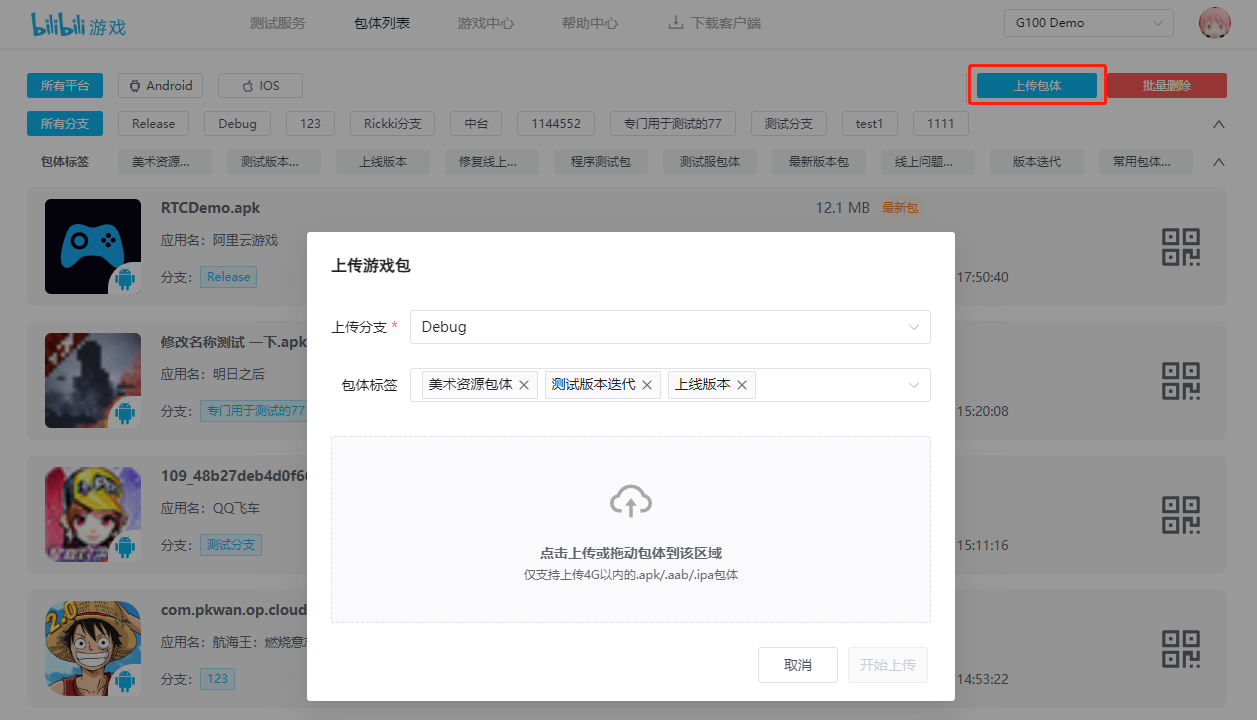 bilibili游戏 测试服务 包体列表 游戏中心 帮助中心 下载客户端 G100 Demo
所有平台 Android IOS 上传包体 批量删除
所有分支 Release Debug 123 Rickki分支 中台 1144552 专门用于测试的77 测试分支 test1 1111
包体标签 美术资源... 测试版本... 上线版本 修复线上... 程序测试包 测试服包体 最新版本包 线上问题... 版本迭代 常用包体...
RTCDemo.apk 12.1 MB 最新包
应用名：阿里云游戏
分支：Release 17:50:40
修改名称测试 一下.apk
应用名：明日之后
分支：专门用于测试的77 15:20:08
109_48b27deb4d0f6
应用名：QQ飞车
分支：测试分支 15:11:16
2.0
com.pkwan.op.cloud
应用名：航海王：燃烧意
分支：123 14:53:22
上传游戏包
上传分支 * Debug
包体标签 美术资源包体 测试版本迭代 上线版本
点击上传或拖动包体到该区域
仅支持上传4G以内的.apk/.aab/.ipa包体
取消 开始上传